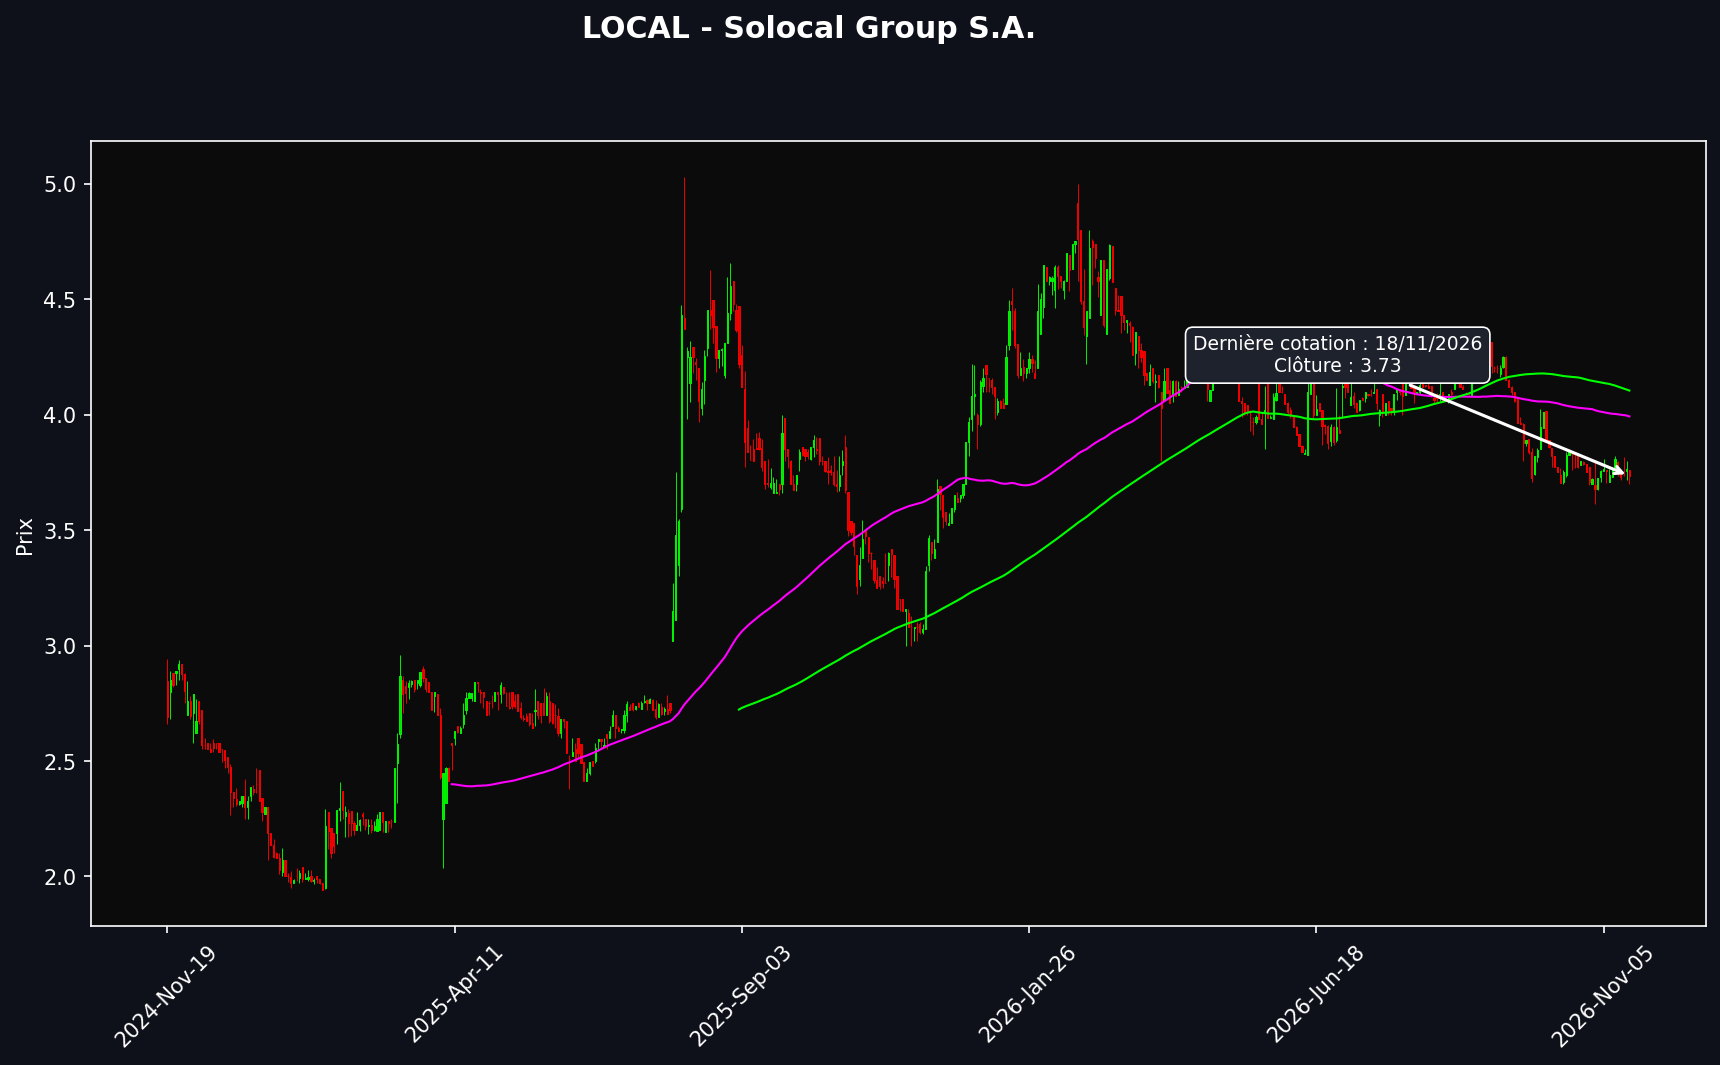 LOCAL - Solocal Group S.A.
5.0
4.5
4.0
3.5
3.0
2.5
2.0
Prix
Dernière cotation : 18/11/2026
Clôture : 3.73
2024-Nov-19
2025-Apr-11
2025-Sep-03
2026-Jan-26
2026-Jun-18
2026-Nov-05